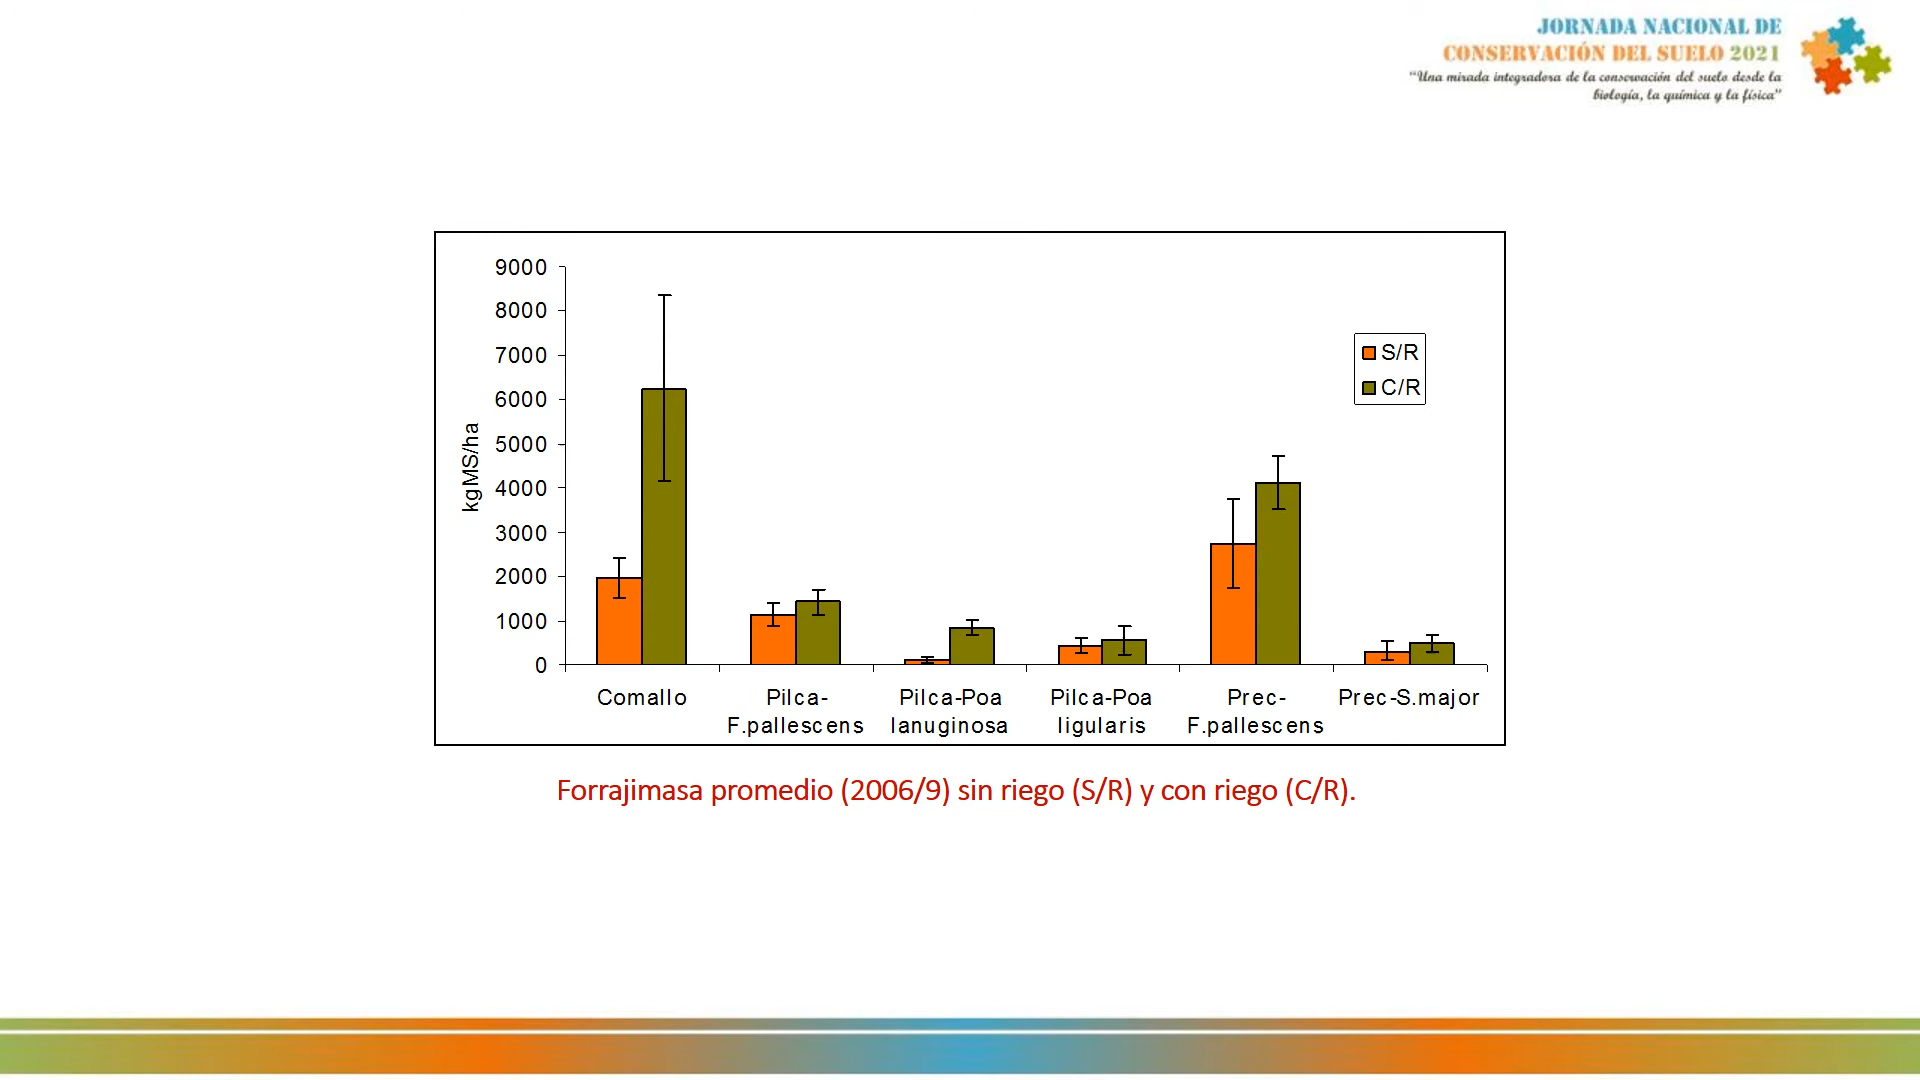 JORNADA NACIONAL DE
CONSERVACIÓN DEL SUELO 2021
“Una mirada integradora de la conservación del suelo desde la
biología, la química y la física”
9000
8000
7000
6000
5000
4000
3000
2000
1000
0
kgMS/ha
S/R
C/R
Comallo
Pilca-
F.pallescens
Pilca-Poa
lanuginosa
Pilca-Poa
ligularis
Prec-
F.pallescens
Prec-S.major
Forrajimasa promedio (2006/9) sin riego (S/R) y con riego (C/R).